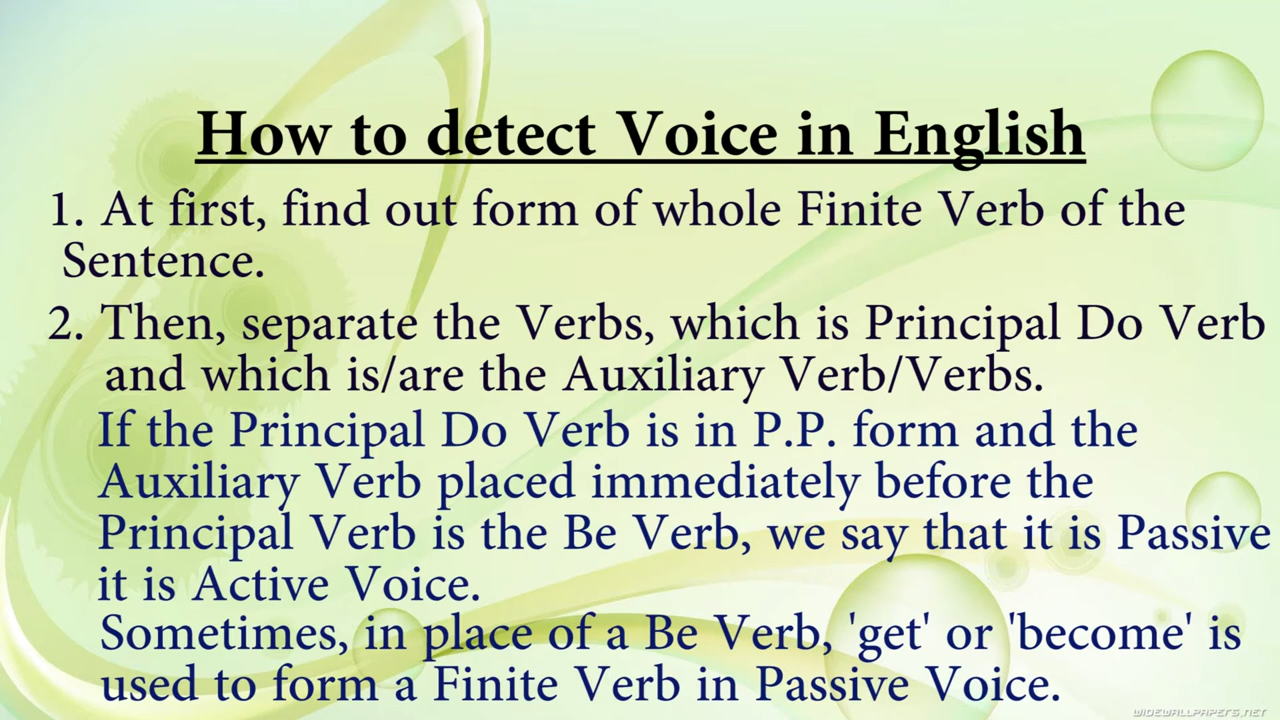 How to detect Voice in English
1. At first, find out form of whole Finite Verb of the
Sentence.
2. Then, separate the Verbs, which is Principal Do Verb
and which is/are the Auxiliary Verb/Verbs.
If the Principal Do Verb is in P.P. form and the
Auxiliary Verb placed immediately before the
Principal Verb is the Be Verb, we say that it is Passive
it is Active Voice.
Sometimes, in place of a Be Verb, 'get' or 'become' is
used to form a Finite Verb in Passive Voice.
WIDEWALLPAPERS.NET